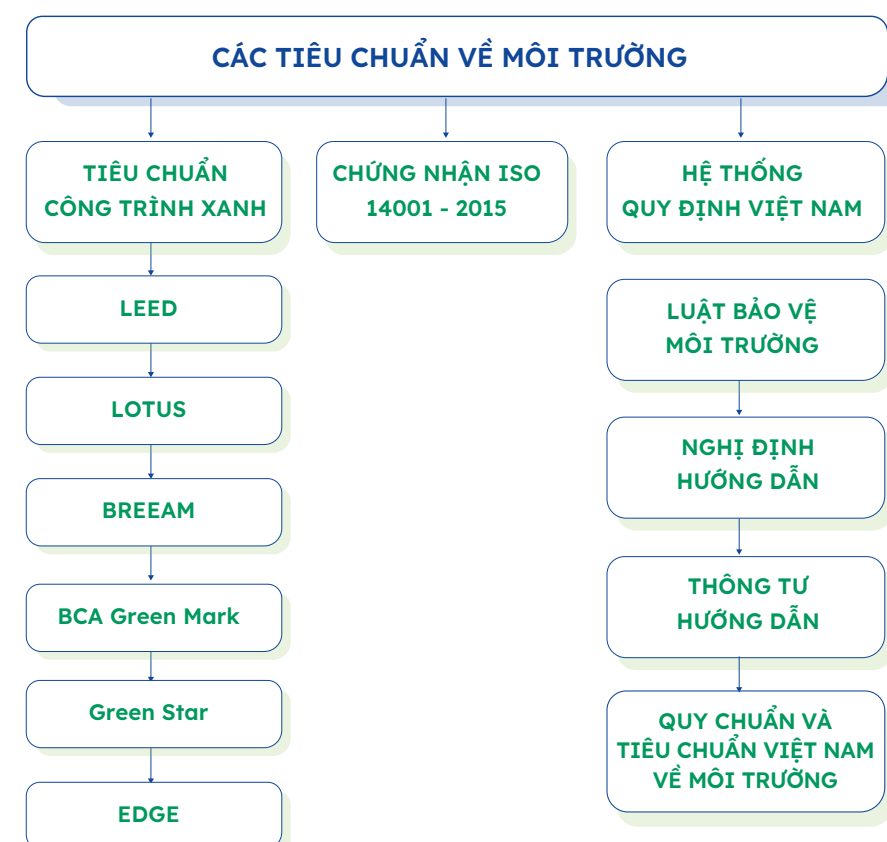 CÁC TIÊU CHUẨN VỀ MÔI TRƯỜNG
TIÊU CHUẨN
CÔNG TRÌNH XANH
LEED
LOTUS
BREEAM
BCA Green Mark
Green Star
EDGE
CHỨNG NHẬN ISO
14001 - 2015
HỆ THỐNG
QUY ĐỊNH VIỆT NAM
LUẬT BẢO VỆ
MÔI TRƯỜNG
NGHỊ ĐỊNH
HƯỚNG DẪN
THÔNG TƯ
HƯỚNG DẪN
QUY CHUẨN VÀ
TIÊU CHUẨN VIỆT NAM
VỀ MÔI TRƯỜNG